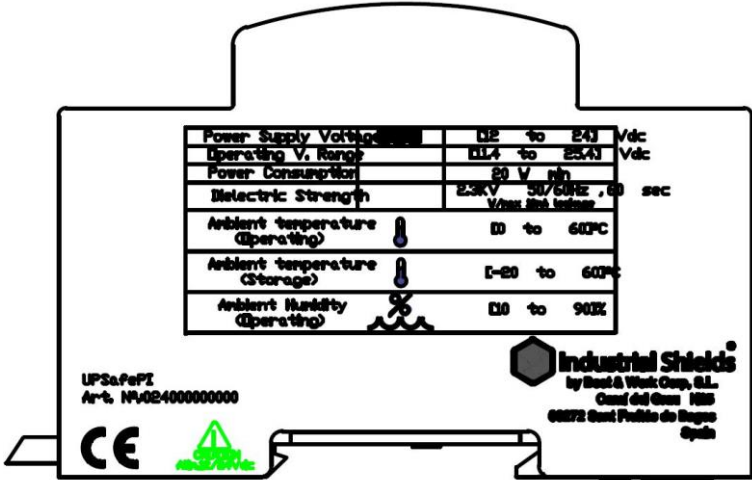 Power Supply Voltage [12 to 24] Vdc
Operating V. Range [11.4 to 25.4] Vdc
Power Consumption 20 W min
Dielectric Strength 2.3KV 50/60Hz ,60 sec
V/max 20mA leakage
Ambient temperature [0 to 60]ºC
(Operating)
Ambient temperature [-20 to 60]ºC
(Storage)
Ambient Humidity % [10 to 90]%
(Operating)
Industrial Shields®
by Boot & Work Corp, S.L.
UPSafePI
Art. Nº:024000000000
Spain
CE